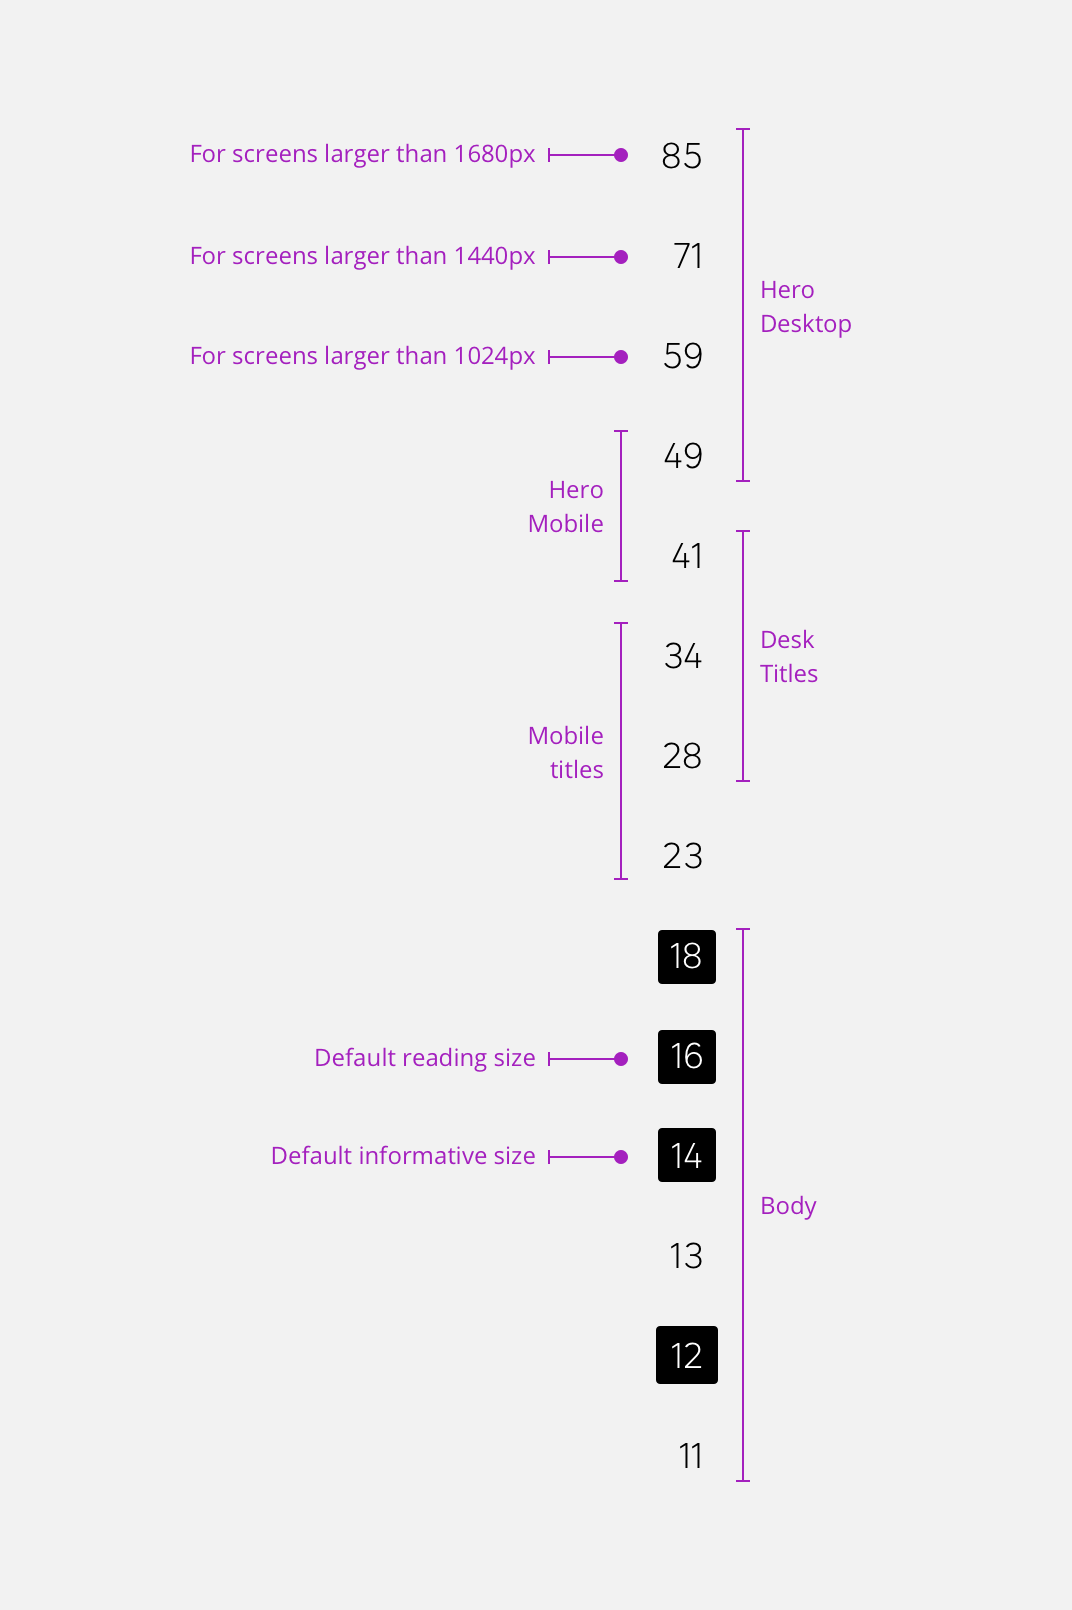 For screens larger than 1680px 85
For screens larger than 1440px 71
Hero
Desktop
For screens larger than 1024px 59
49
Hero
Mobile
41
Desk
Titles
34
Mobile
titles
28
23
18
Default reading size 16
Default informative size 14
Body
13
12
11